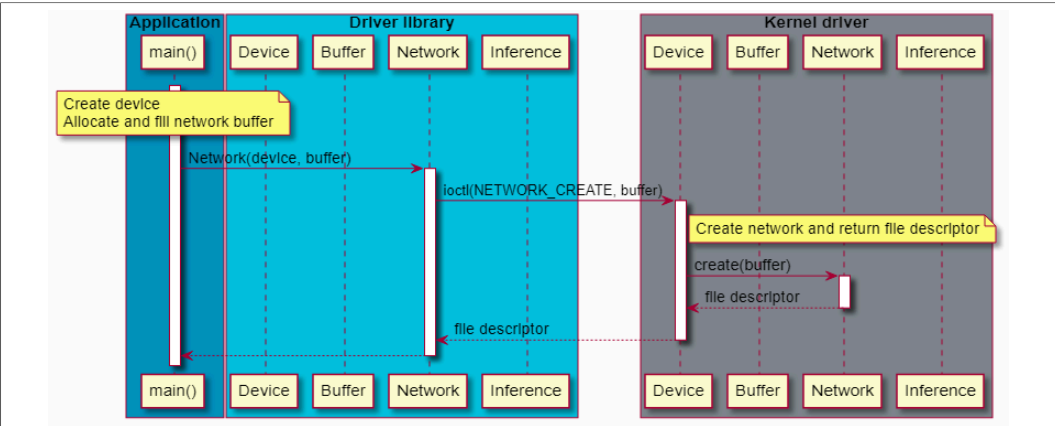 Application Driver library Kernel driver
main() Device Buffer Network Inference Device Buffer Network Inference
Create device
Allocate and fill network buffer
Network(device, buffer)
ioctl(NETWORK_CREATE, buffer)
Create network and return file descriptor
create(buffer)
file descriptor
file descriptor
main() Device Buffer Network Inference Device Buffer Network Inference